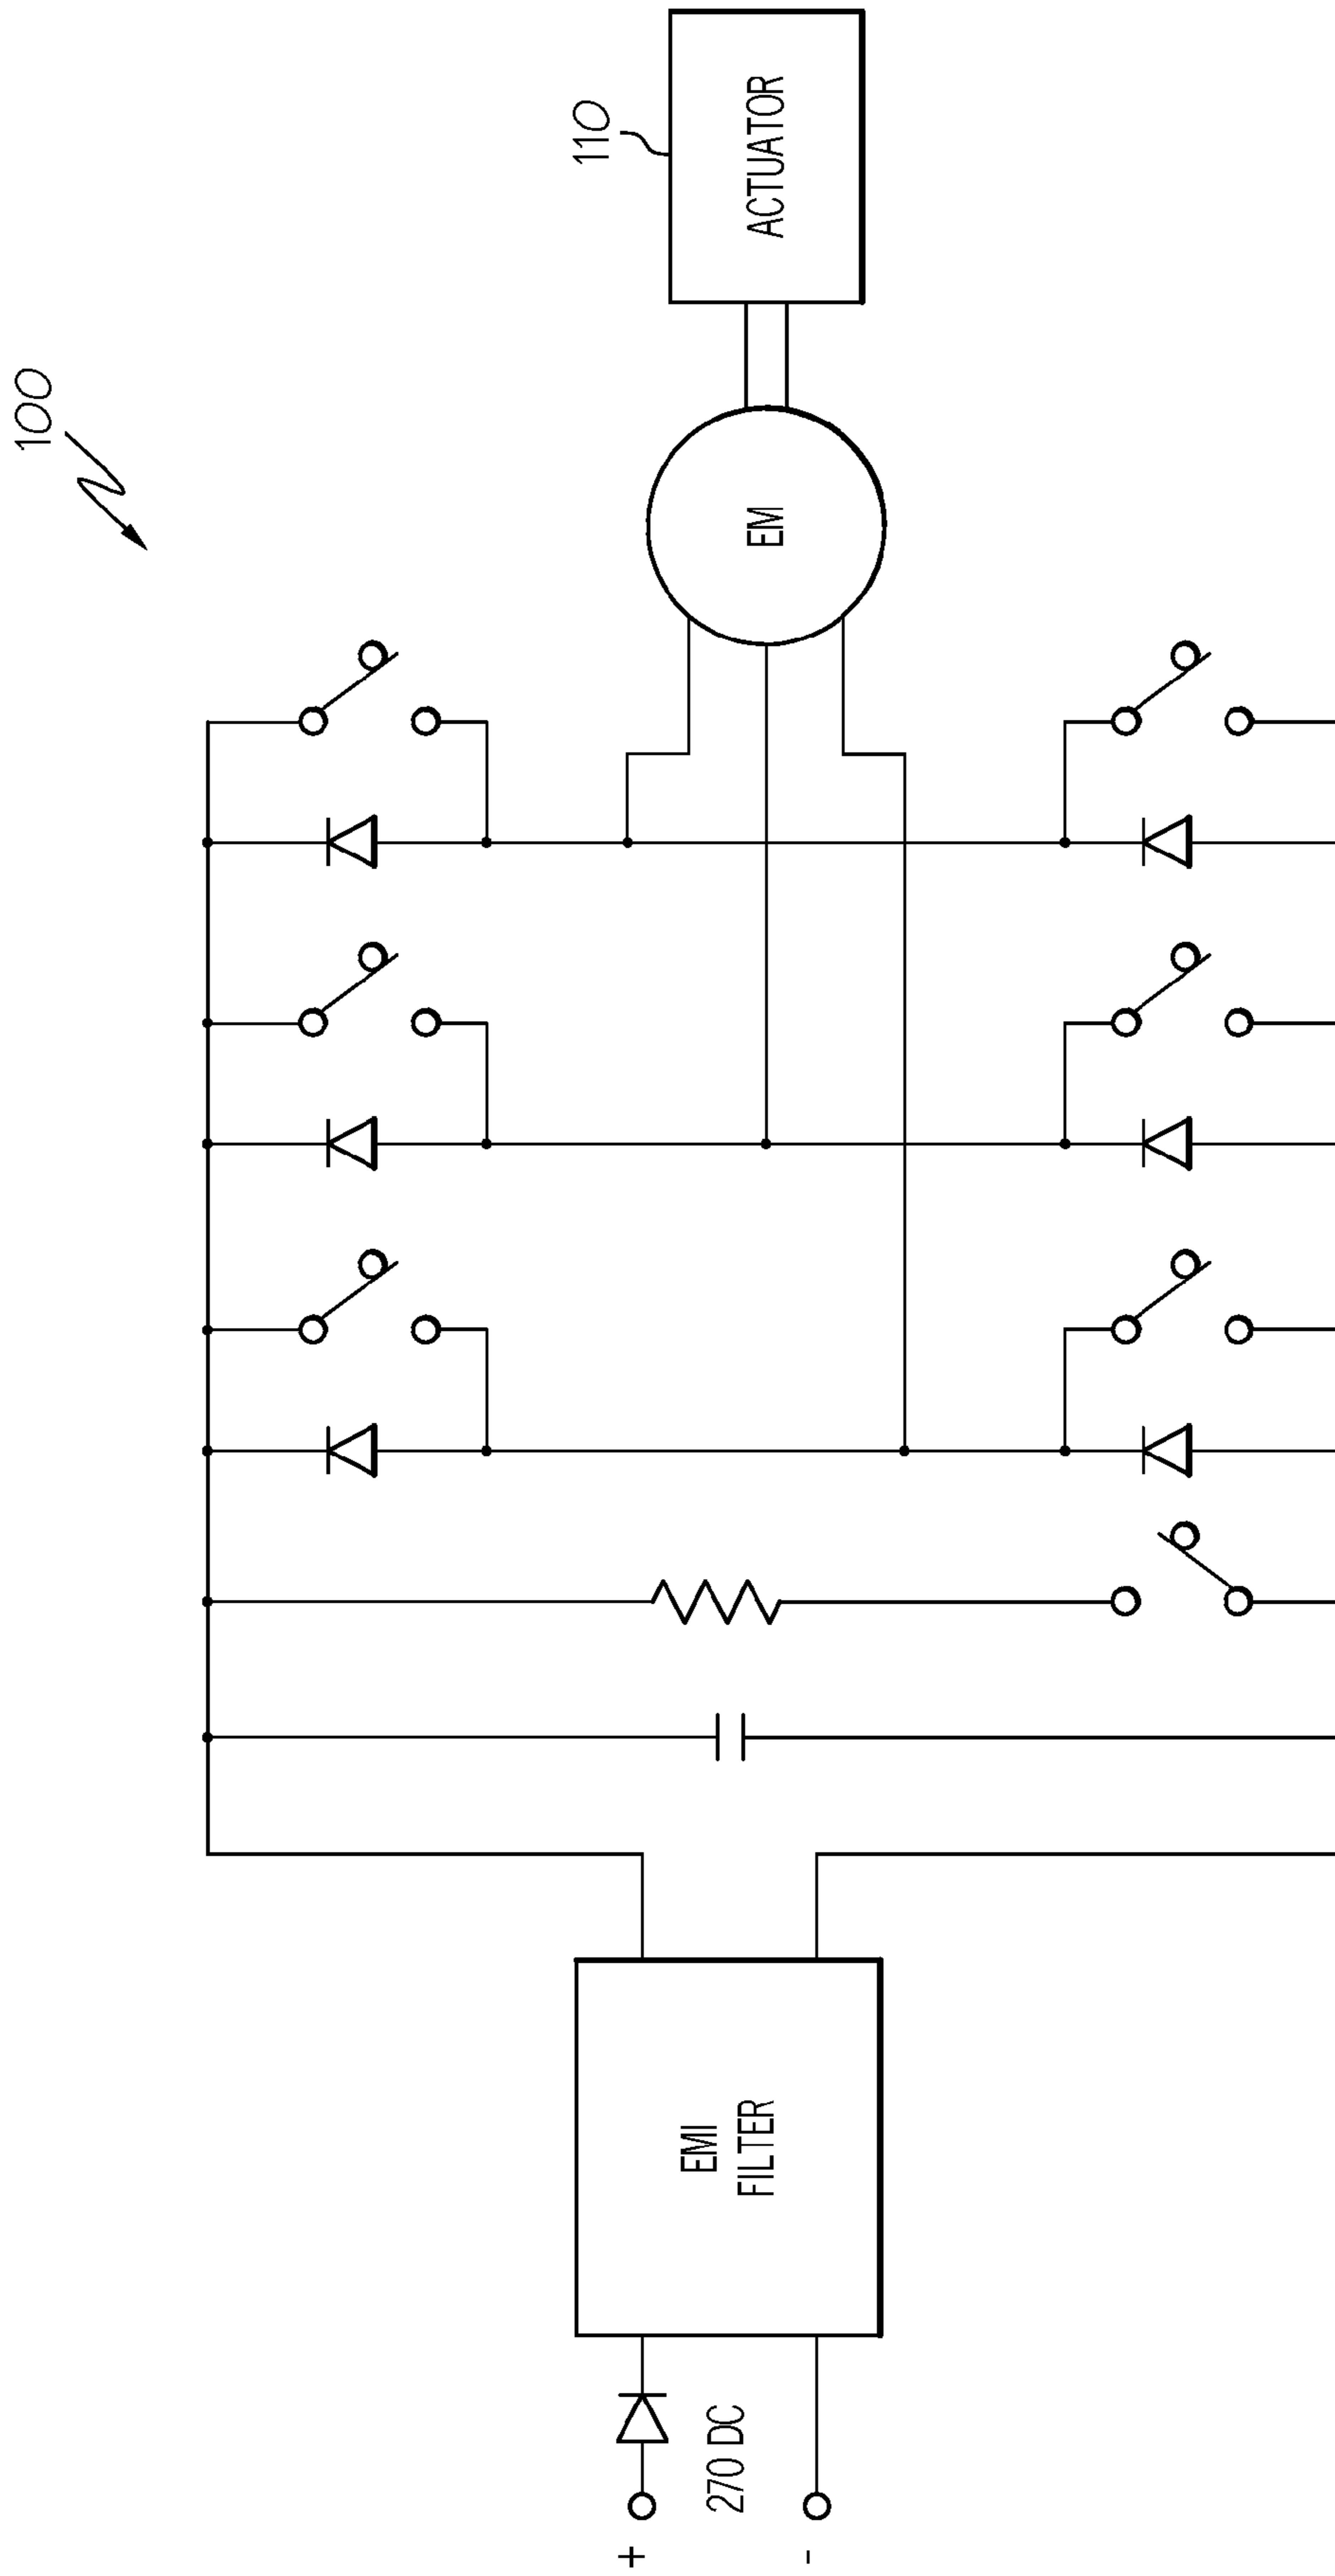 100
110
ACTUATOR
EM
EMI
FILTER
+
270 DC
-